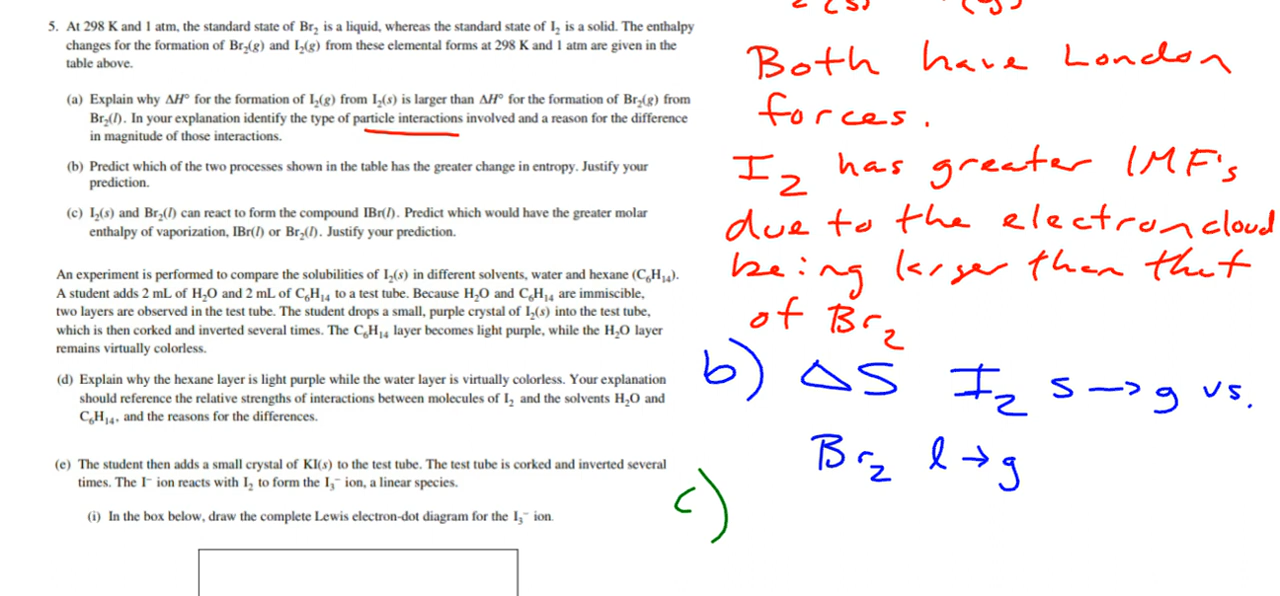 5. At 298 K and 1 atm, the standard state of Br₂ is a liquid, whereas the standard state of I₂ is a solid. The enthalpy
changes for the formation of Br₂(g) and I₂(g) from these elemental forms at 298 K and 1 atm are given in the
table above.
(a) Explain why ΔH° for the formation of I₂(g) from I₂(s) is larger than ΔH° for the formation of Br₂(g) from
Br₂(l). In your explanation identify the type of particle interactions involved and a reason for the difference
in magnitude of those interactions.
(b) Predict which of the two processes shown in the table has the greater change in entropy. Justify your
prediction.
(c) I₂(s) and Br₂(l) can react to form the compound IBr(l). Predict which would have the greater molar
enthalpy of vaporization, IBr(l) or Br₂(l). Justify your prediction.
An experiment is performed to compare the solubilities of I₂(s) in different solvents, water and hexane (C₆H₁₄).
A student adds 2 mL of H₂O and 2 mL of C₆H₁₄ to a test tube. Because H₂O and C₆H₁₄ are immiscible,
two layers are observed in the test tube. The student drops a small, purple crystal of I₂(s) into the test tube,
which is then corked and inverted several times. The C₆H₁₄ layer becomes light purple, while the H₂O layer
remains virtually colorless.
(d) Explain why the hexane layer is light purple while the water layer is virtually colorless. Your explanation
should reference the relative strengths of interactions between molecules of I₂ and the solvents H₂O and
C₆H₁₄, and the reasons for the differences.
(e) The student then adds a small crystal of KI(s) to the test tube. The test tube is corked and inverted several
times. The I⁻ ion reacts with I₂ to form the I₃⁻ ion, a linear species.
(i) In the box below, draw the complete Lewis electron-dot diagram for the I₃⁻ ion.
Both have London
forces.
I₂ has greater IMF's
due to the electron cloud
being larger than that
of Br₂
b) ΔS I₂ s→g vs.
Br₂ l→g
c)